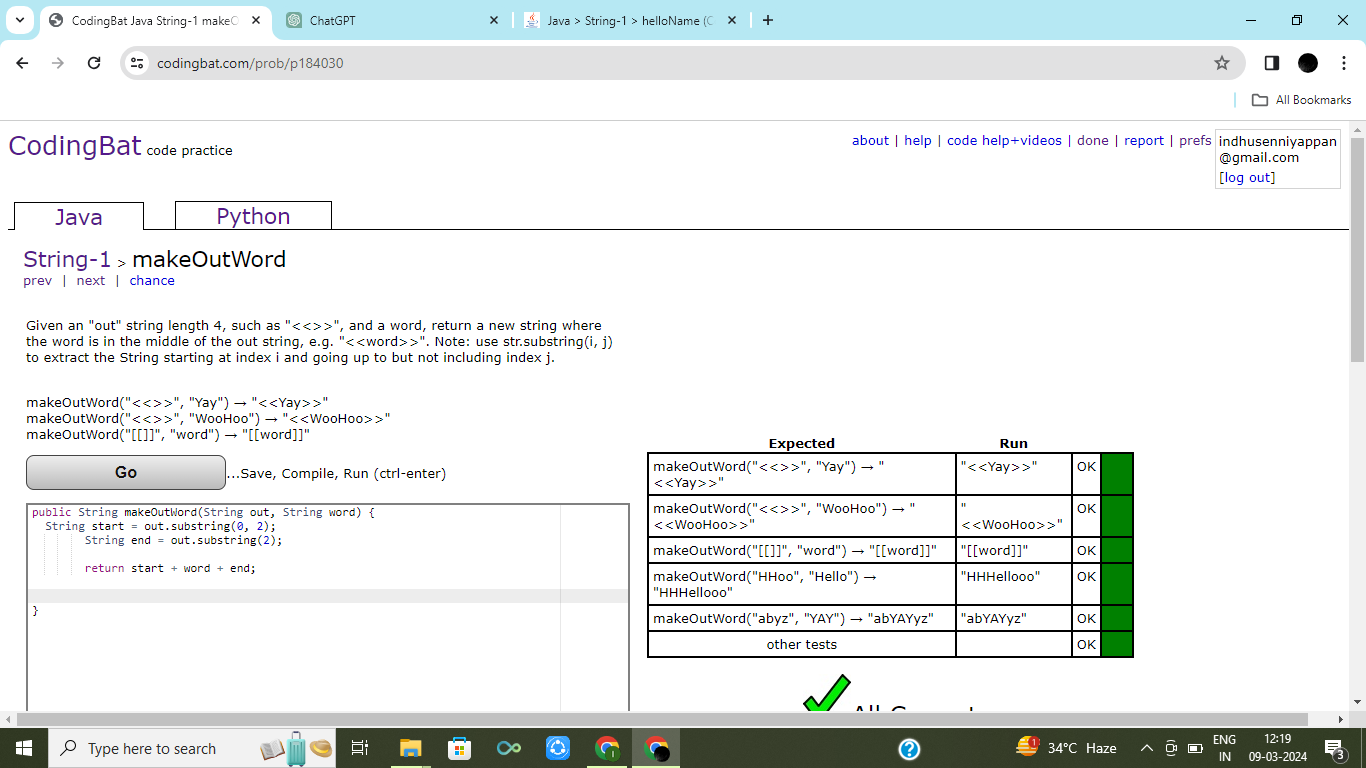 CodingBat Java String-1 makeO
ChatGPT
Java > String-1 > helloName (C
codingbat.com/prob/p184030
All Bookmarks
CodingBat code practice
about | help | code help+videos | done | report | prefs
indhusenniyappan
@gmail.com
[log out]
Java
Python
String-1 > makeOutWord
prev | next | chance
Given an "out" string length 4, such as "<<>>", and a word, return a new string where
the word is in the middle of the out string, e.g. "<<word>>". Note: use str.substring(i, j)
to extract the String starting at index i and going up to but not including index j.
makeOutWord("<<>>", "Yay") → "<<Yay>>"
makeOutWord("<<>>", "WooHoo") → "<<WooHoo>>"
makeOutWord("[[]]", "word") → "[[word]]"
Go
...Save, Compile, Run (ctrl-enter)
public String makeOutWord(String out, String word) {
String start = out.substring(0, 2);
String end = out.substring(2);
return start + word + end;
}
Expected Run
makeOutWord("<<>>", "Yay") → "
<<Yay>>"
"<<Yay>>"
OK
makeOutWord("<<>>", "WooHoo") → "
<<WooHoo>>"
"
<<WooHoo>>"
OK
makeOutWord("[[]]", "word") → "[[word]]"
"[[word]]"
OK
makeOutWord("HHoo", "Hello") →
"HHHellooo"
"HHHellooo"
OK
makeOutWord("abyz", "YAY") → "abYAYyz"
"abYAYyz"
OK
other tests
OK
Type here to search
34°C Haze
ENG
IN
12:19
09-03-2024
3